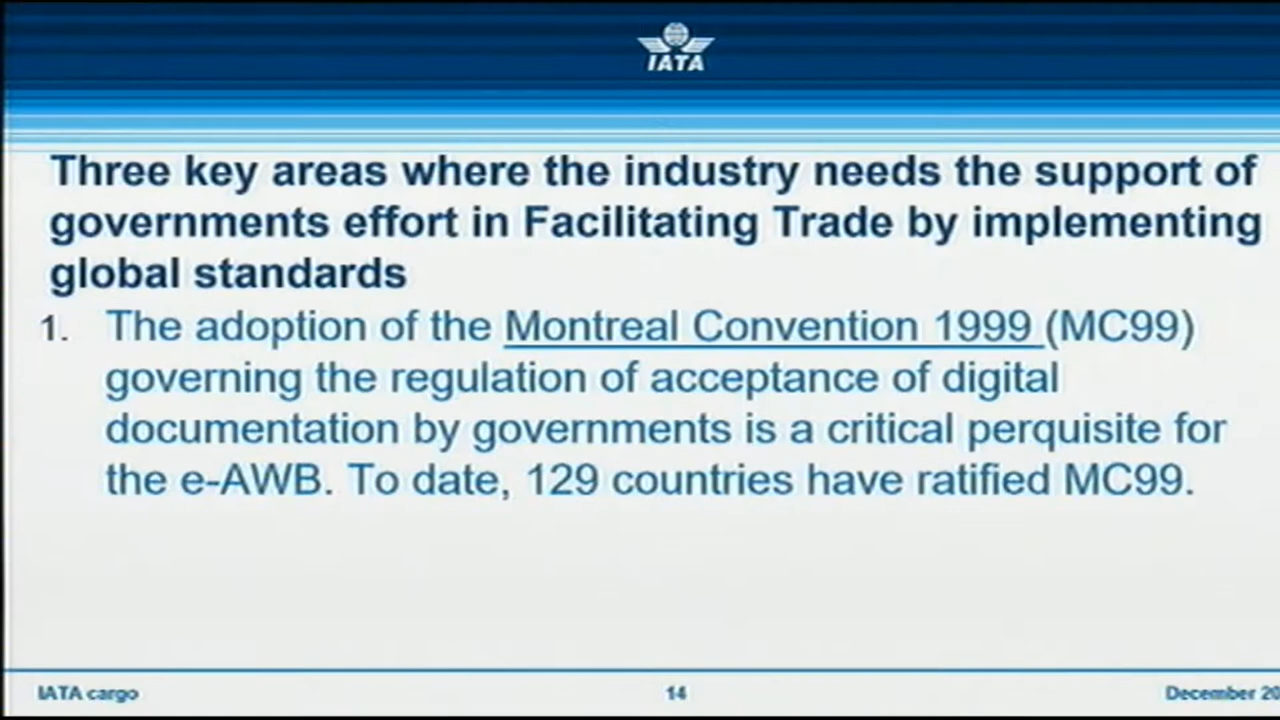 IATA
Three key areas where the industry needs the support of
governments effort in Facilitating Trade by implementing
global standards
1. The adoption of the Montreal Convention 1999 (MC99)
governing the regulation of acceptance of digital
documentation by governments is a critical perquisite for
the e-AWB. To date, 129 countries have ratified MC99.
IATA cargo 14 December 20